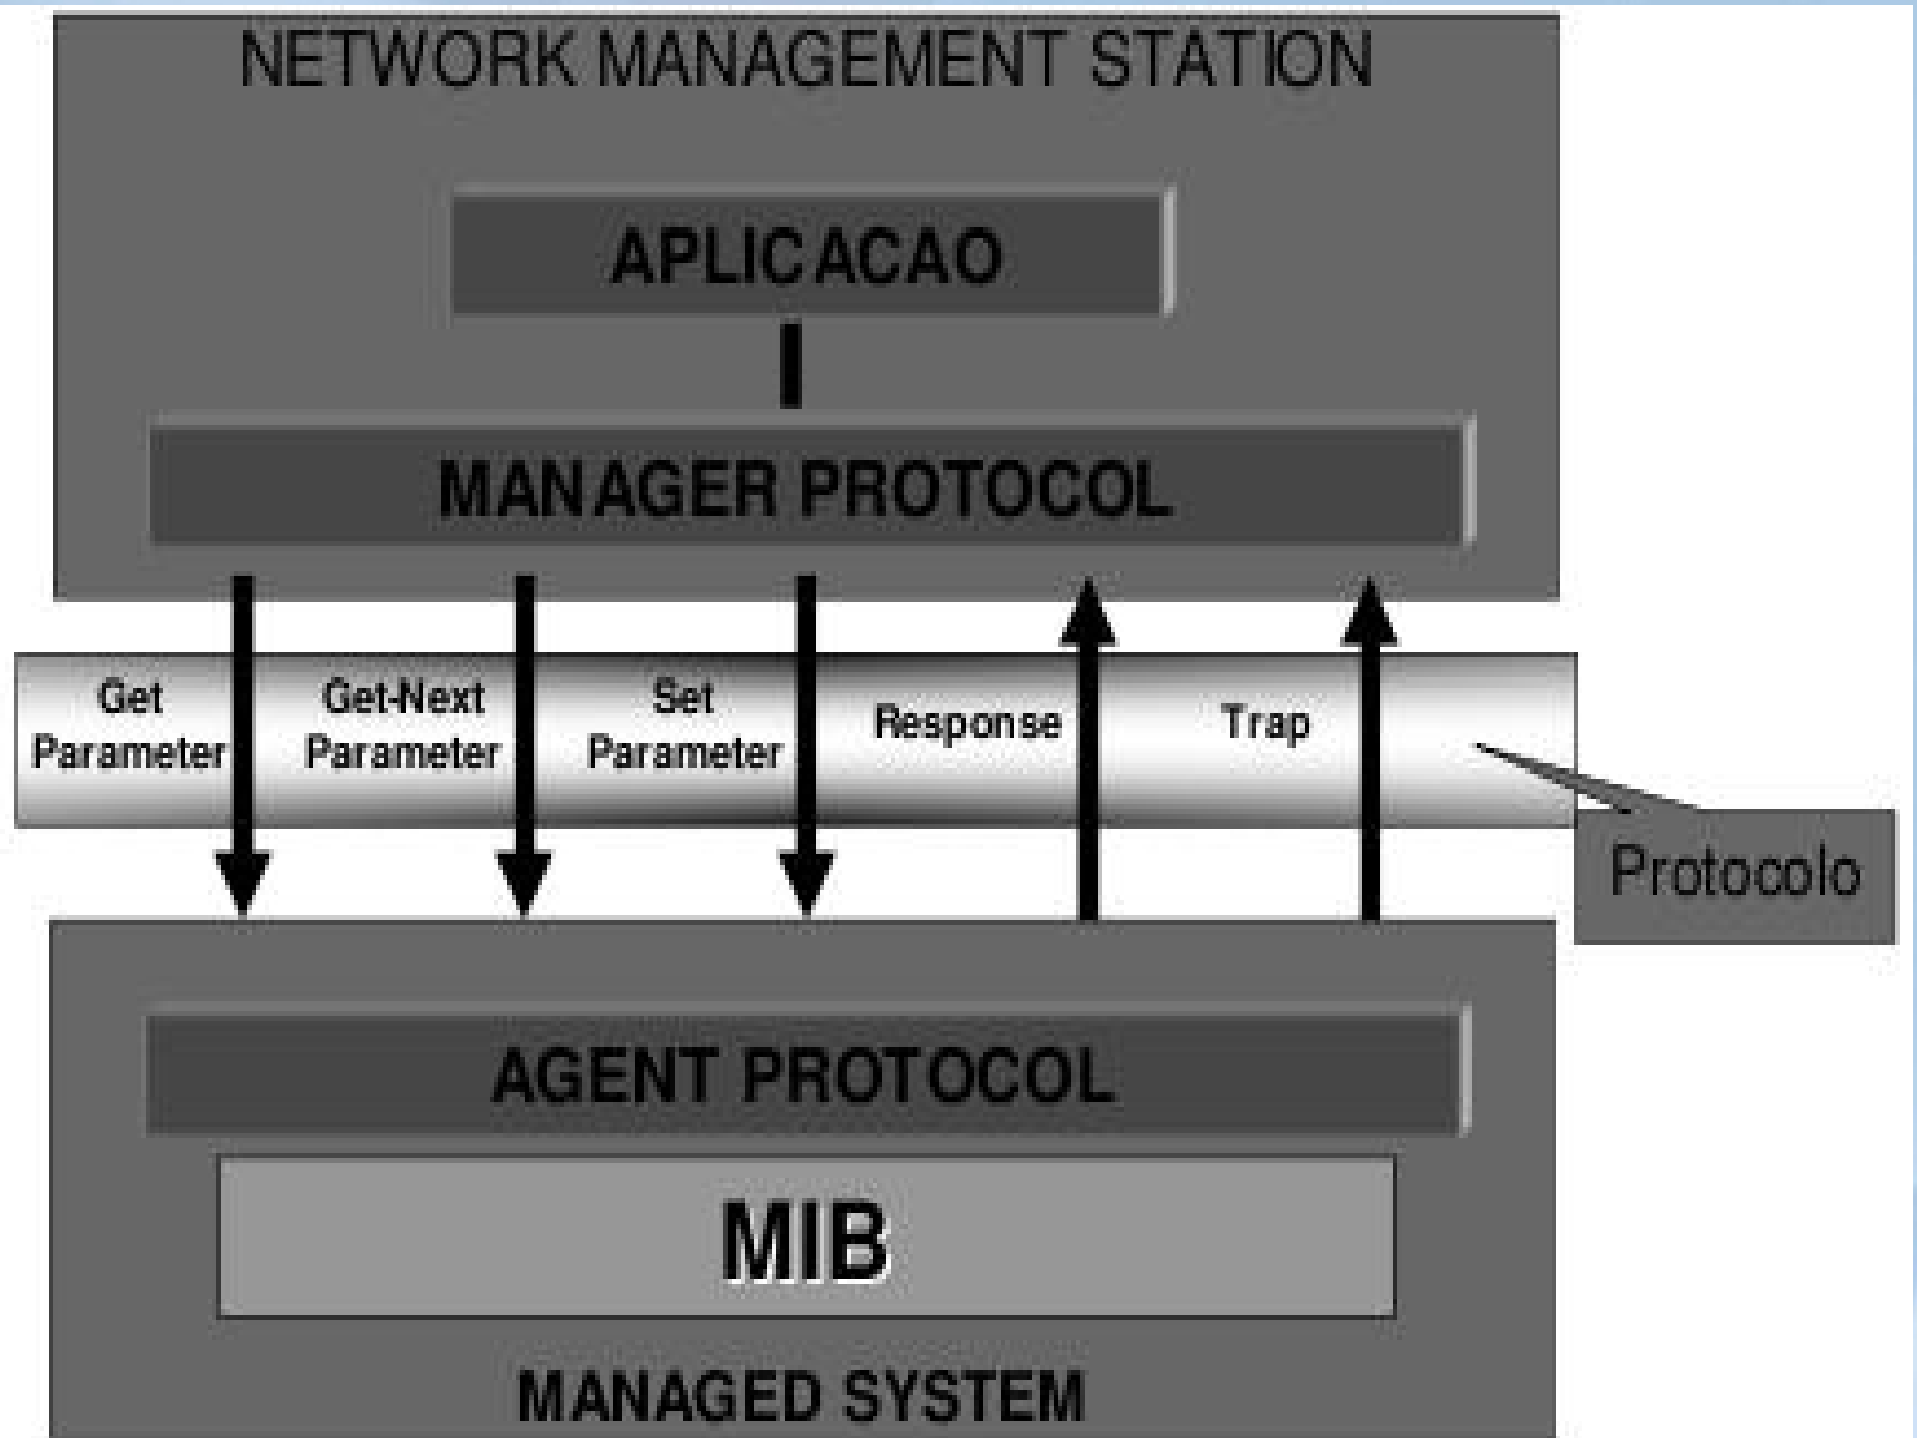 NETWORK MANAGEMENT STATION
APLICACAO
MANAGER PROTOCOL
Get
Parameter
Get-Next
Parameter
Set
Parameter
Response
Trap
Protocolo
AGENT PROTOCOL
MIB
MANAGED SYSTEM